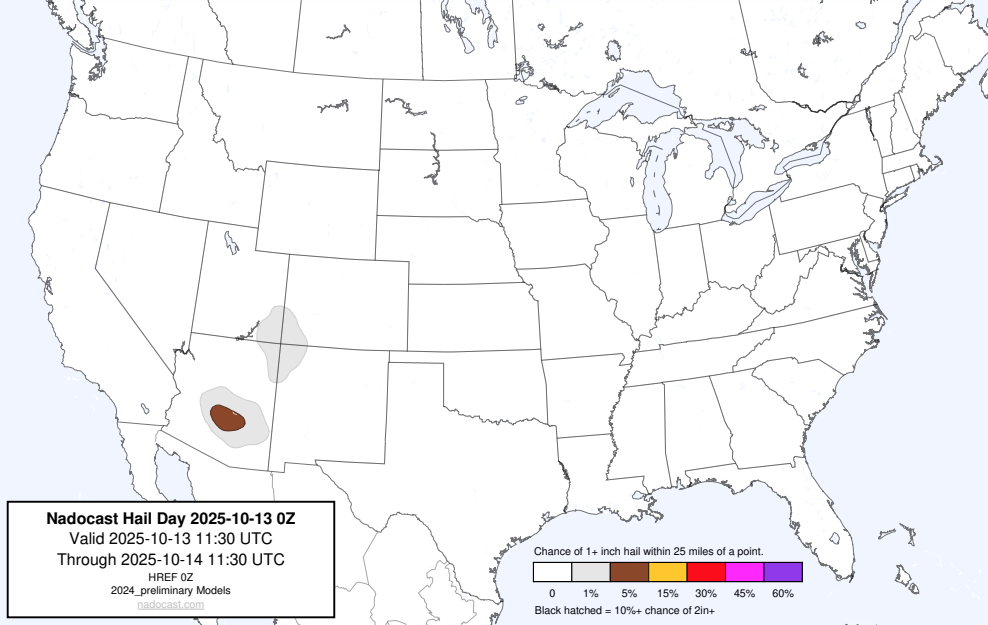 Nadocast Hail Day 2025-10-13 0Z
Valid 2025-10-13 11:30 UTC
Through 2025-10-14 11:30 UTC
HREF 0Z
2024_preliminary Models
nadocast.com
Chance of 1+ inch hail within 25 miles of a point.
0 1% 5% 15% 30% 45% 60%
Black hatched = 10%+ chance of 2in+